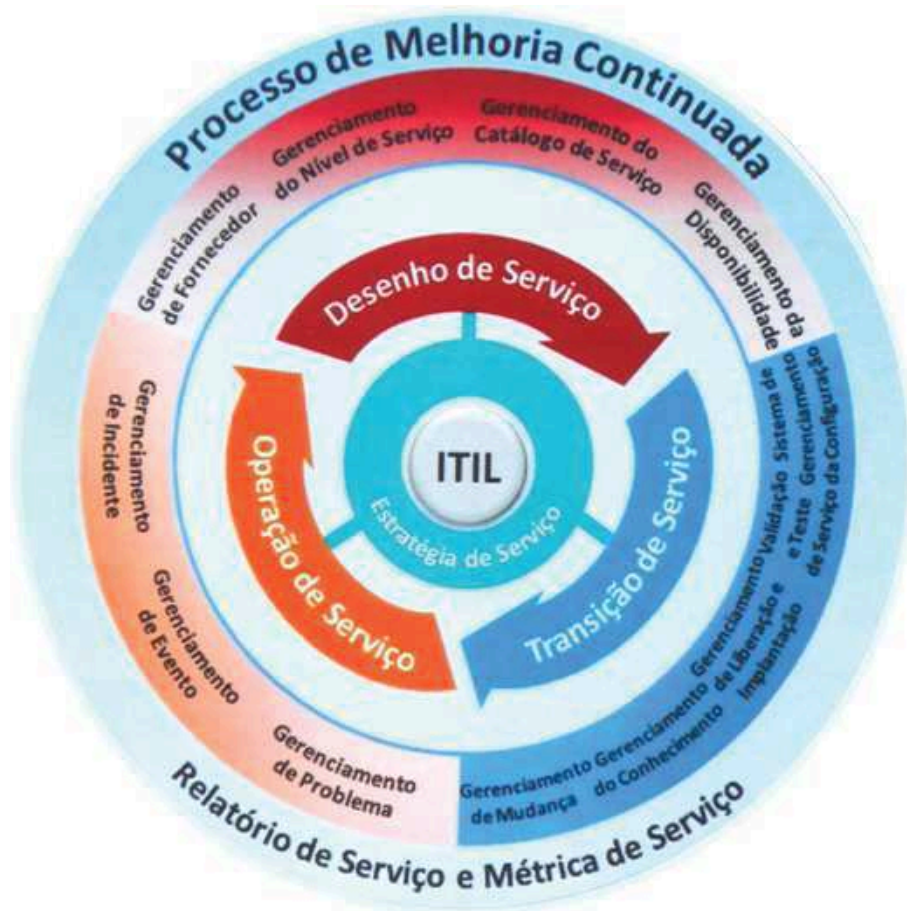 Processo de Melhoria Continuada
Gerenciamento
de Fornecedor
Gerenciamento
do Nível de Serviço
Gerenciamento do
Catálogo de Serviço
Gerenciamento da
Disponibilidade
Desenho de Serviço
Transição de Serviço
Operação de Serviço
ITIL
Estratégia de Serviço
Sistema de
Gerenciamento
da Configuração
Validação
e Teste
de Serviço
Gerenciamento
de Liberação e
Implantação
Gerenciamento
do Conhecimento
Gerenciamento
de Mudança
Gerenciamento
de Incidente
Gerenciamento
de Evento
Gerenciamento
de Problema
Relatório de Serviço e Métrica de Serviço